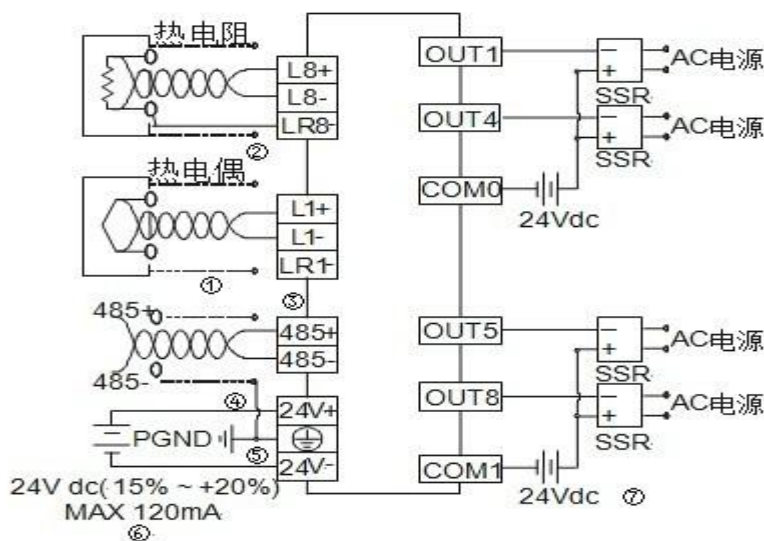 热电阻
L8+
L8-
LR8-
②
热电偶
L1+
L1-
LR1-
①
③
485+
485-
485+
485-
④
24V+
PGND
⑤
24V-
24V dc( 15% ~ +20%)
MAX 120mA
⑥
OUT1
- +
SSR
AC电源
OUT4
- +
SSR
AC电源
COM0
24Vdc
OUT5
- +
SSR
AC电源
OUT8
- +
SSR
AC电源
COM1
24Vdc
⑦